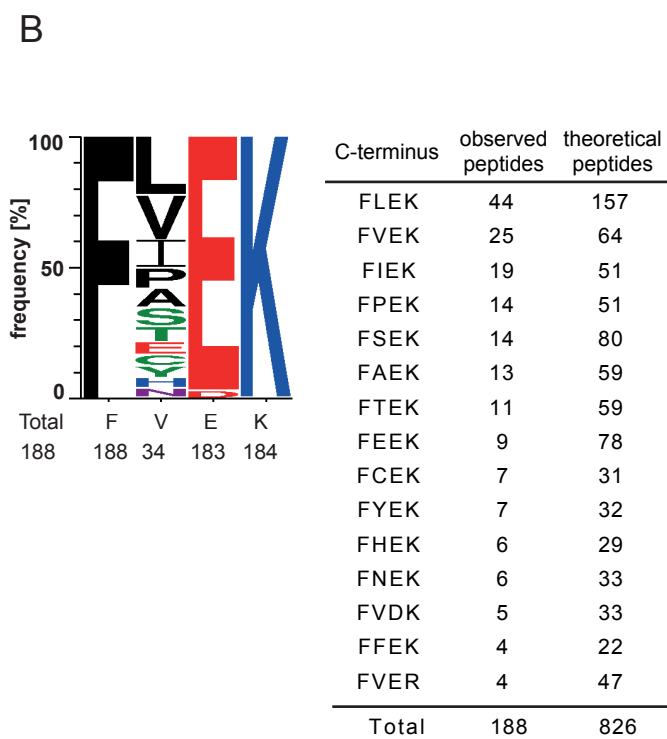 B
frequency [%]
100
50
0
F L V I P A S T E C Y H N E D K
Total F V E K
188 188 34 183 184
C-terminus observed peptides theoretical peptides
FLEK 44 157
FVEK 25 64
FIEK 19 51
FPEK 14 51
FSEK 14 80
FAEK 13 59
FTEK 11 59
FEEK 9 78
FCEK 7 31
FYEK 7 32
FHEK 6 29
FNEK 6 33
FVDK 5 33
FFEK 4 22
FVER 4 47
Total 188 826